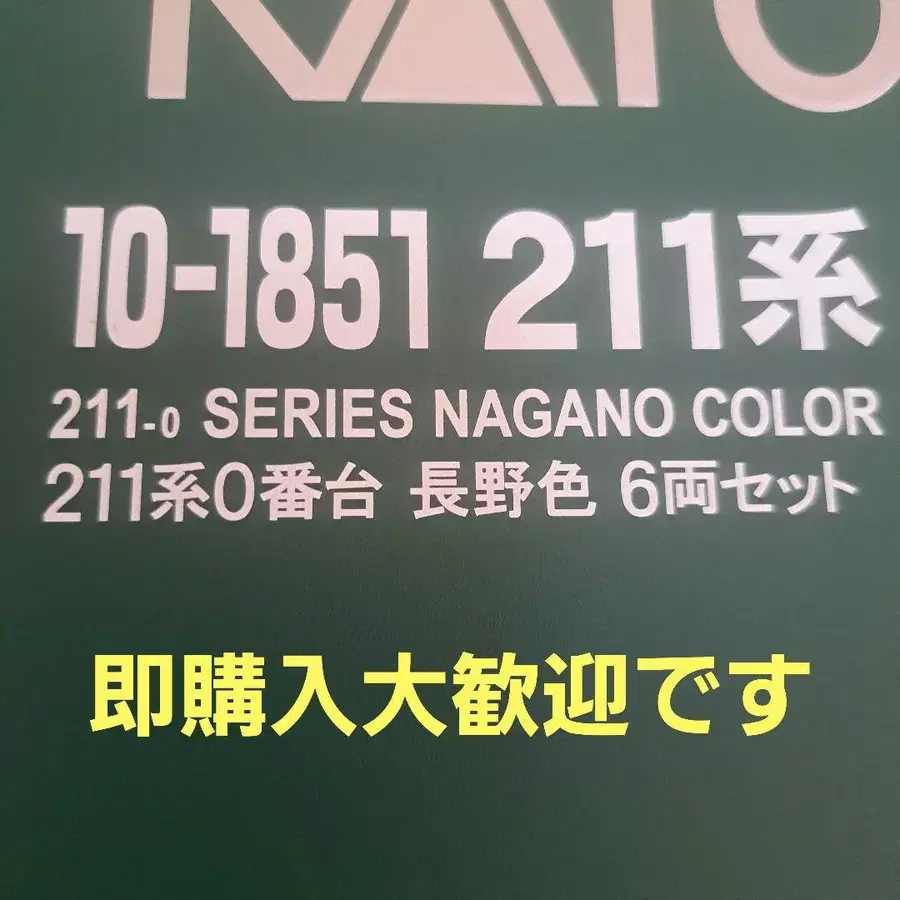 KATO
10-1851 211系
211-0 SERIES NAGANO COLOR
211系0番台 長野色 6両セット
即購入大歓迎です